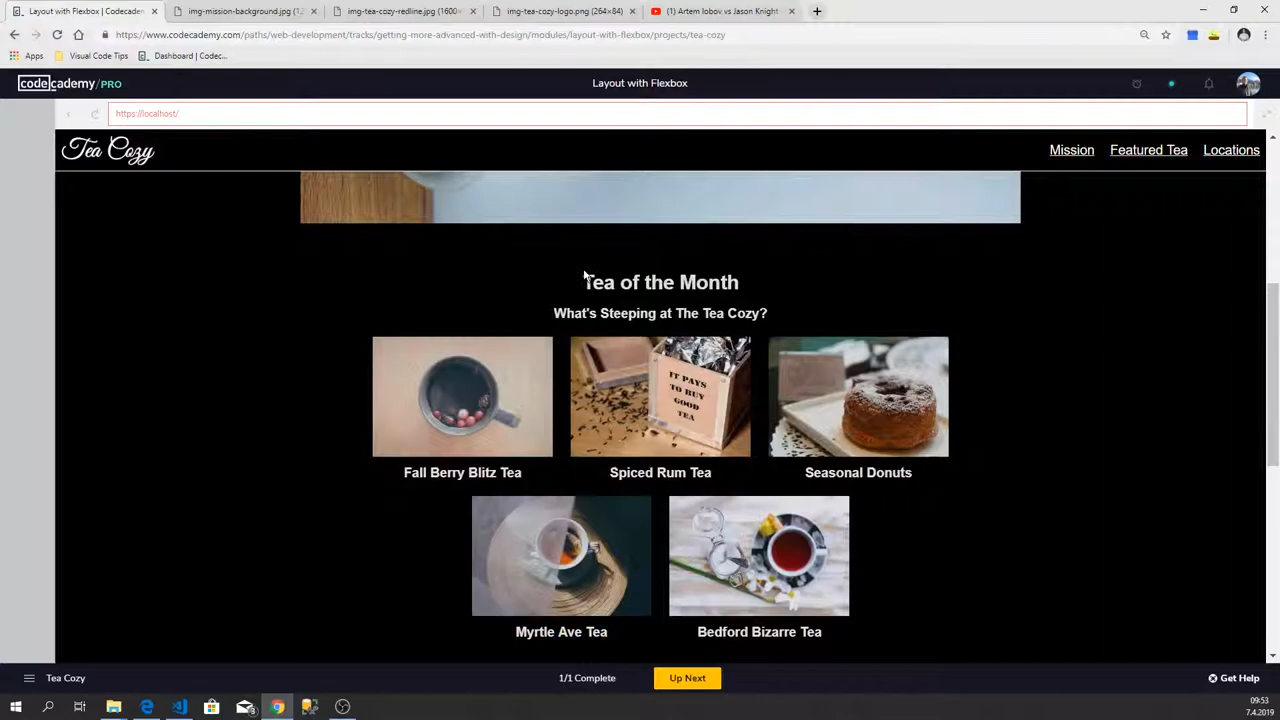 Layout with Flexbox | Codecadem
img-mission-background.jpg (12
img-tea-cozy-redline.jpg (1600×
img-tea-cozy-logo.png (264×84)
(1) Artem lobov vs Jason Knight
https://www.codecademy.com/paths/web-development/tracks/getting-more-advanced-with-design/modules/layout-with-flexbox/projects/tea-cozy
Apps
Visual Code Tips
Dashboard | Codec...
codecademy/PRO
Layout with Flexbox
https://localhost/
Tea Cozy
Mission
Featured Tea
Locations
Tea of the Month
What's Steeping at The Tea Cozy?
IT PAYS
TO BUY
GOOD
TEA
Fall Berry Blitz Tea
Spiced Rum Tea
Seasonal Donuts
Myrtle Ave Tea
Bedford Bizarre Tea
Tea Cozy
1/1 Complete
Up Next
Get Help
09:53
7.4.2019